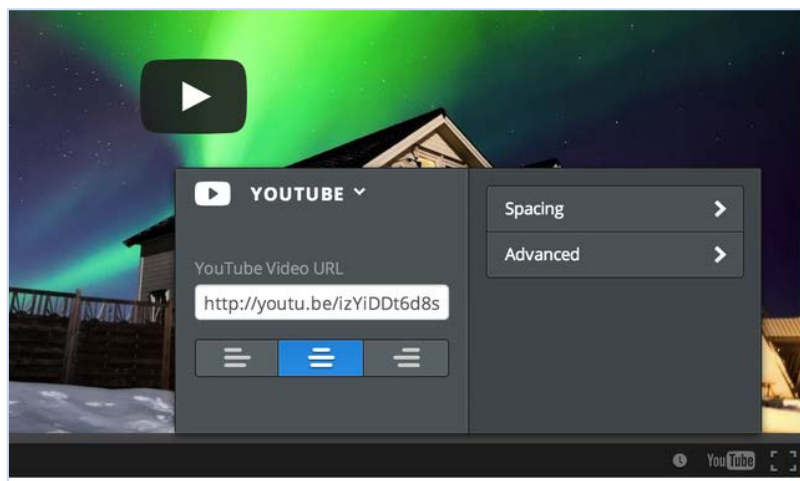 YOUTUBE
YouTube Video URL
http://youtu.be/izYiDDt6d8s
Spacing
Advanced
YouTube